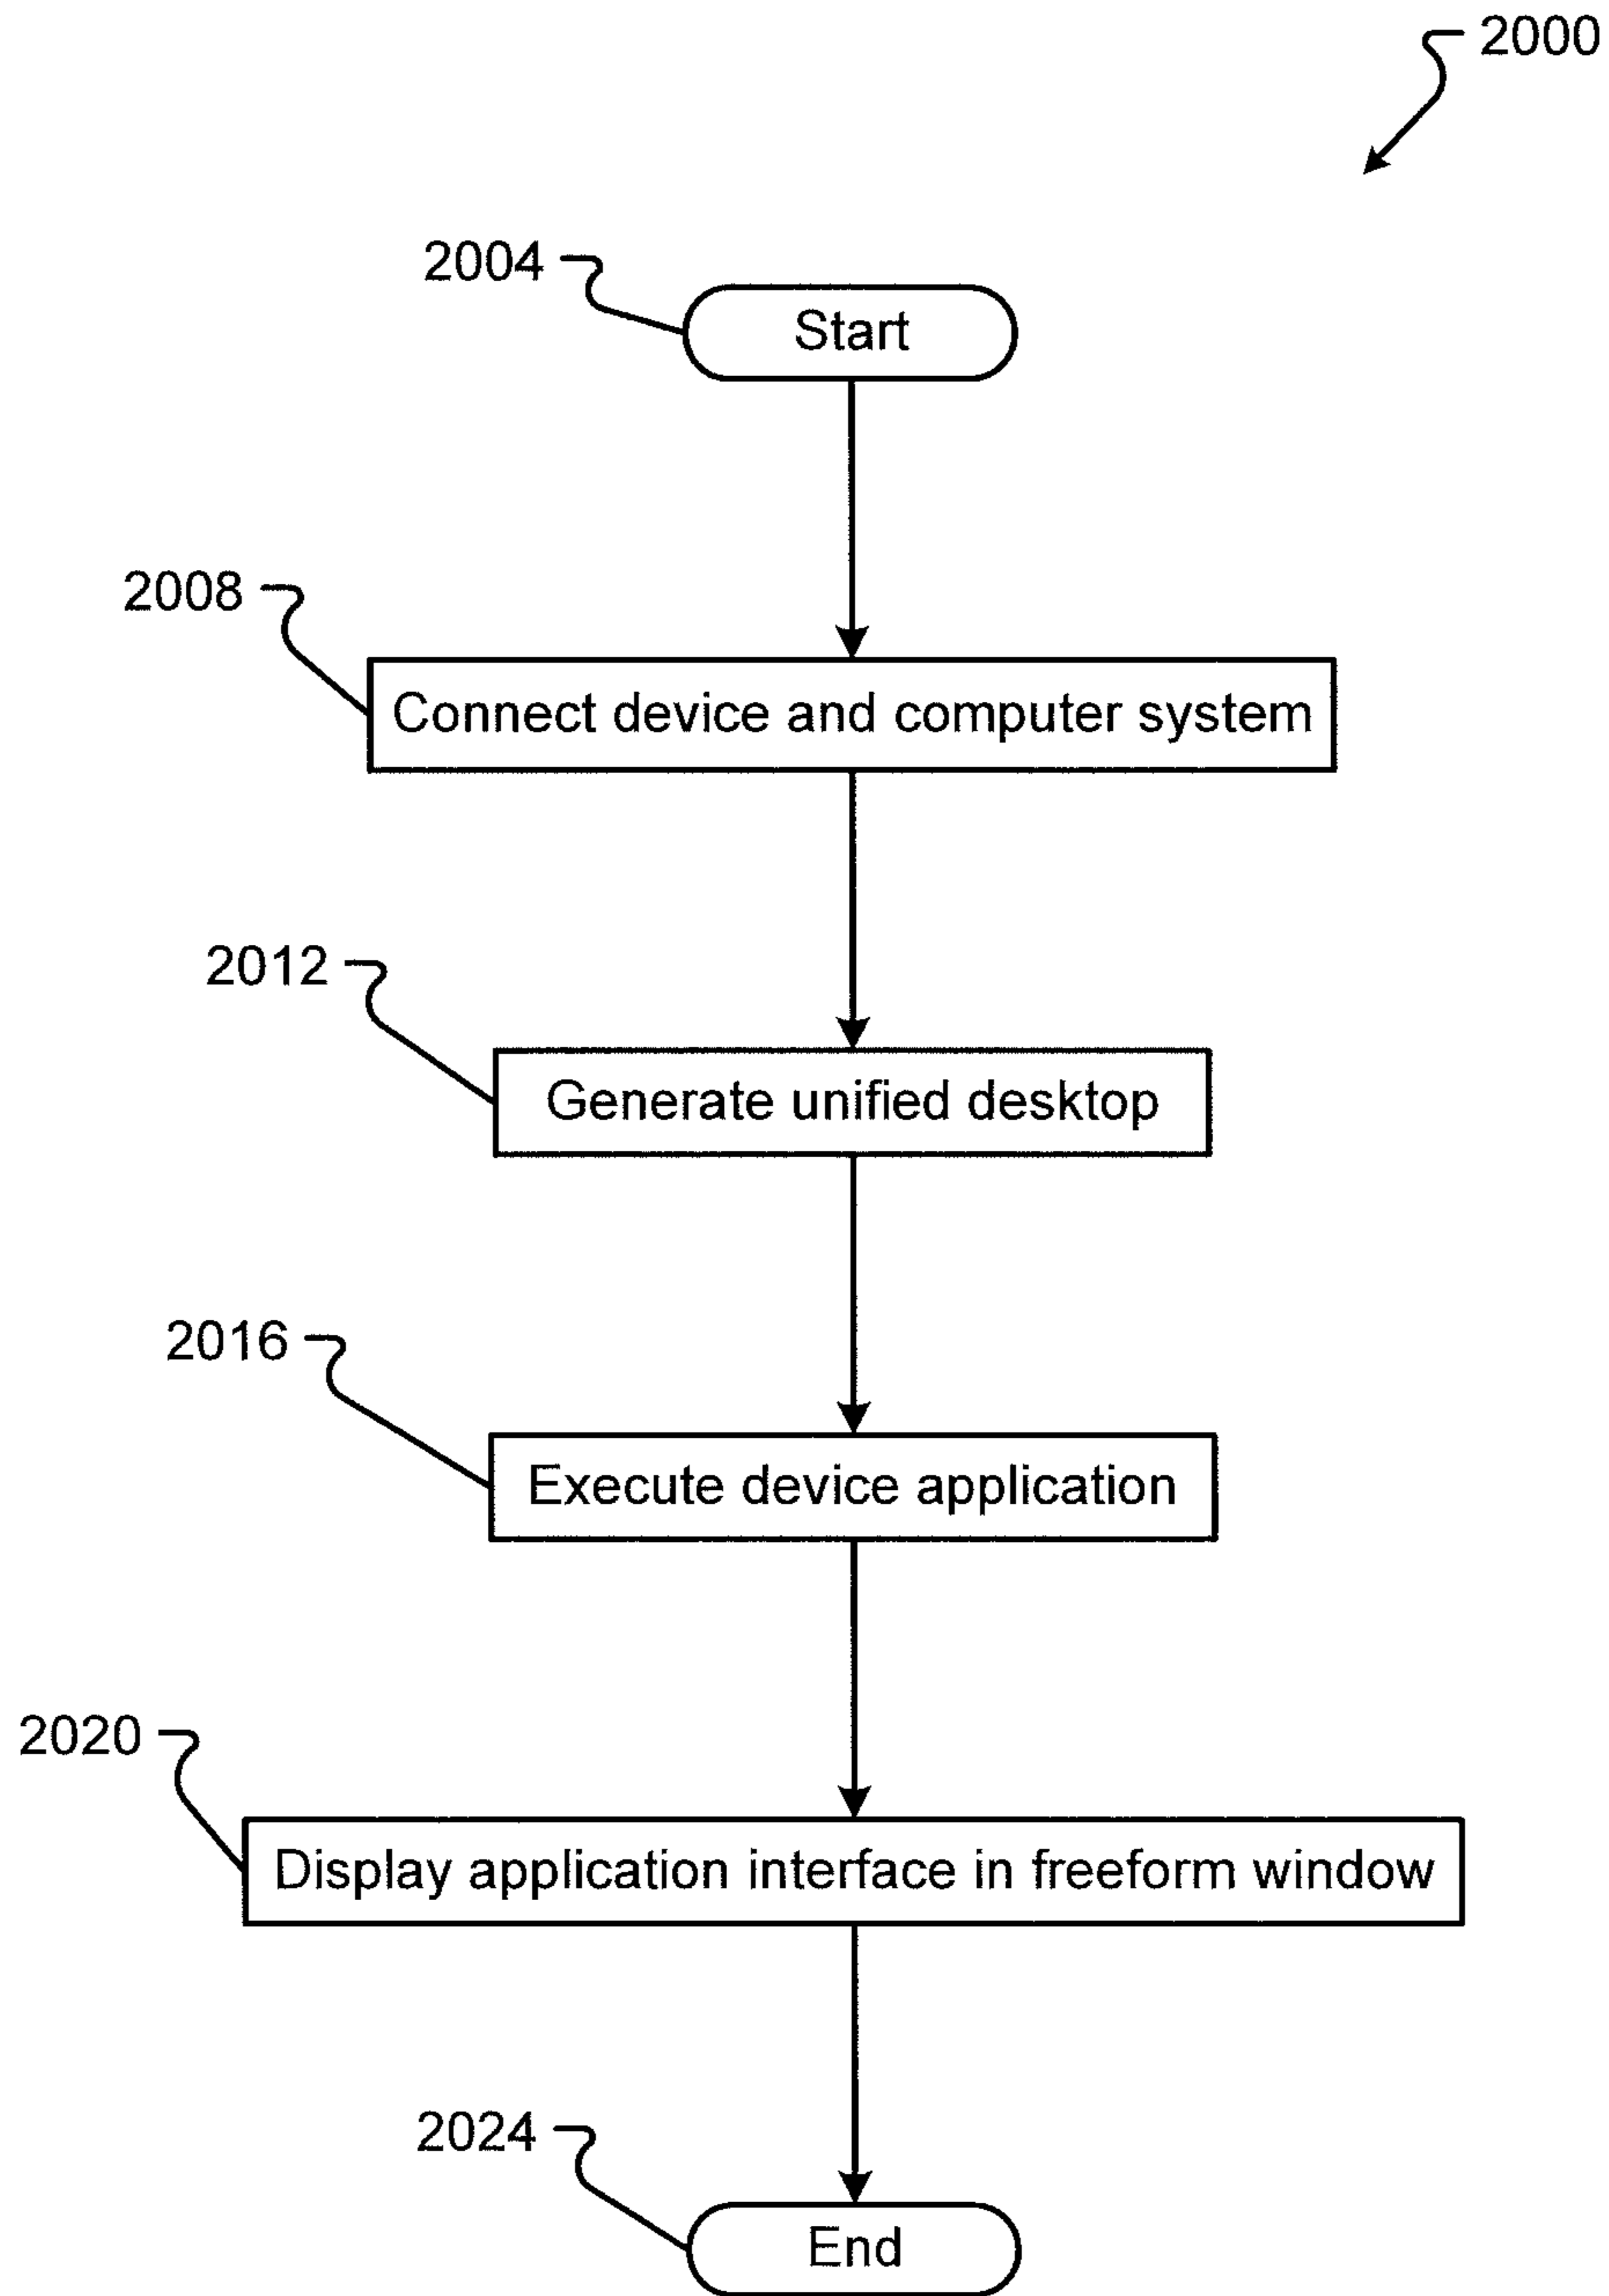 2000
2004
Start
2008
Connect device and computer system
2012
Generate unified desktop
2016
Execute device application
2020
Display application interface in freeform window
2024
End